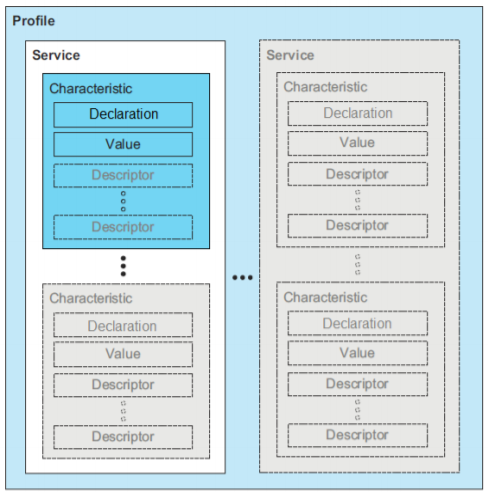 Profile
Service
Characteristic
Declaration
Value
Descriptor
Descriptor
Characteristic
Declaration
Value
Descriptor
Descriptor
Service
Characteristic
Declaration
Value
Descriptor
Descriptor
Characteristic
Declaration
Value
Descriptor
Descriptor